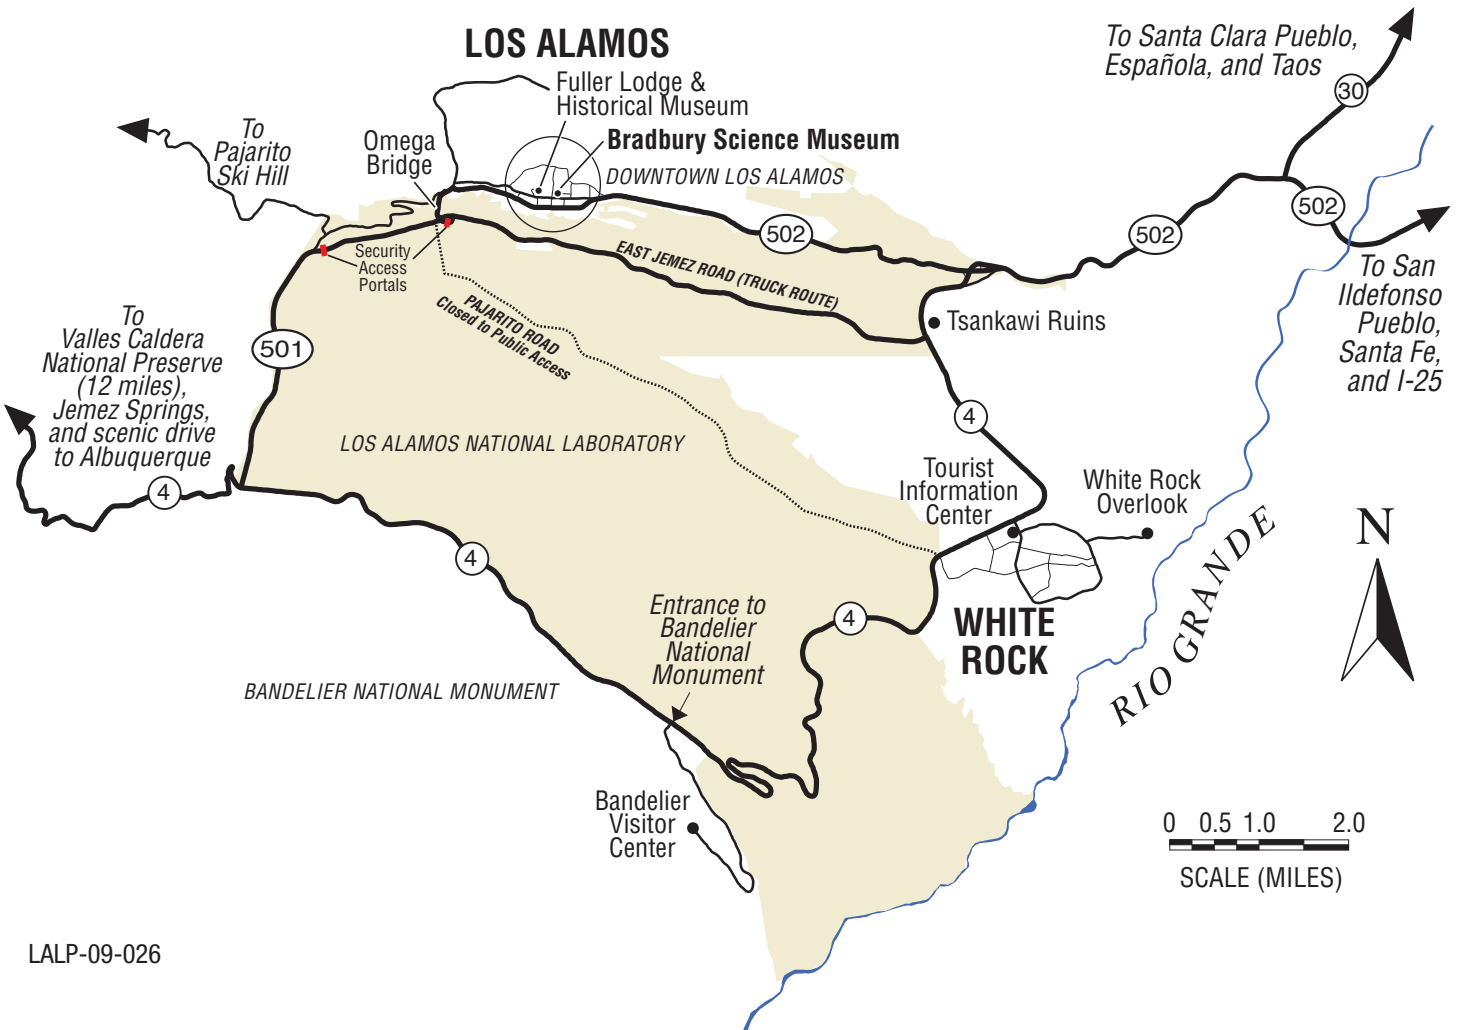 LOS ALAMOS
Fuller Lodge &
Historical Museum
Bradbury Science Museum
DOWNTOWN LOS ALAMOS
Omega
Bridge
To
Pajarito
Ski Hill
To Santa Clara Pueblo,
Española, and Taos
30
502
502
502
To San
Ildefonso
Pueblo,
Santa Fe,
and I-25
EAST JEMEZ ROAD (TRUCK ROUTE)
Security
Access
Portals
PAJARITO ROAD
Closed to Public Access
Tsankawi Ruins
To
Valles Caldera
National Preserve
(12 miles),
Jemez Springs,
and scenic drive
to Albuquerque
501
4
4
LOS ALAMOS NATIONAL LABORATORY
Tourist
Information
Center
White Rock
Overlook
4
4
WHITE
ROCK
RIO GRANDE
N
Entrance to
Bandelier
National
Monument
BANDELIER NATIONAL MONUMENT
Bandelier
Visitor
Center
0 0.5 1.0 2.0
SCALE (MILES)
LALP-09-026